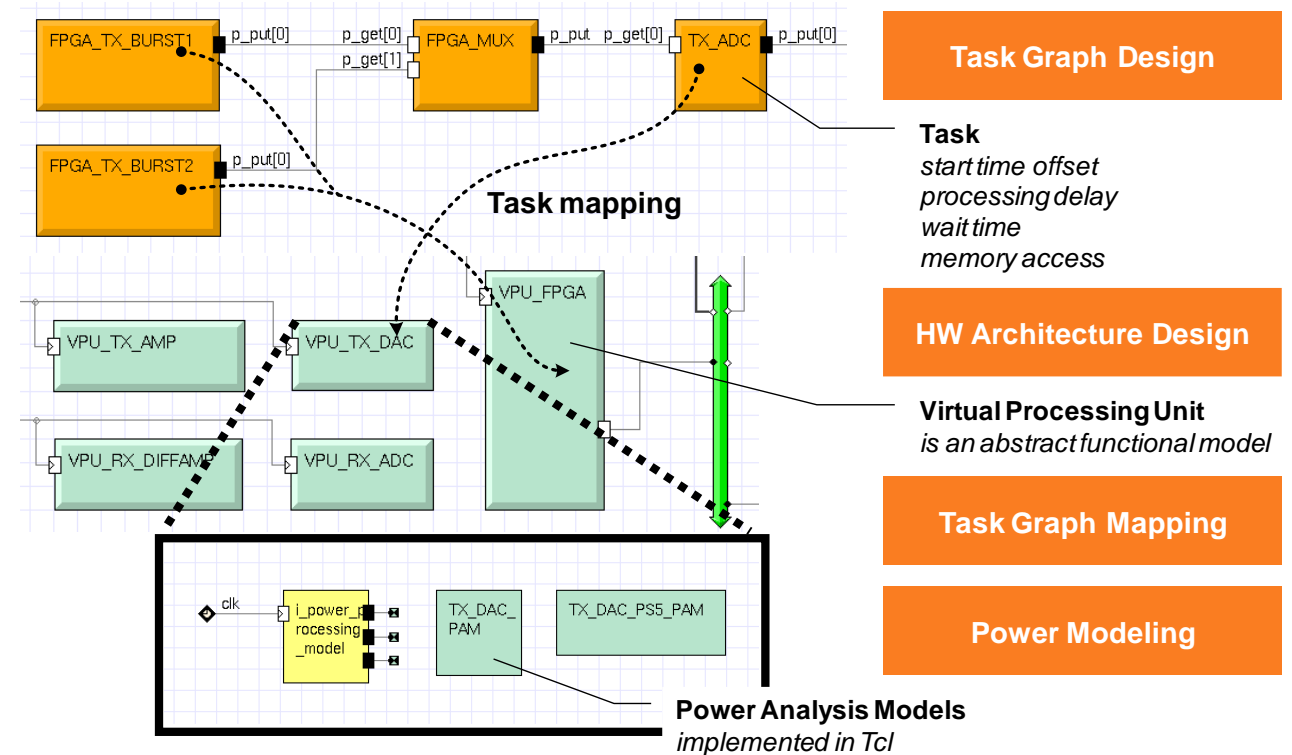 FPGA_TX_BURST1
p_put[0]
p_get[0]
FPGA_MUX
p_put
p_get[0]
TX_ADC
p_put[0]
p_get[1]
FPGA_TX_BURST2
p_put[0]
Task mapping
Task Graph Design
Task
start time offset
processing delay
wait time
memory access
VPU_FPGA
VPU_TX_AMP
VPU_TX_DAC
VPU_RX_DIFFAMP
VPU_RX_ADC
HW Architecture Design
Virtual Processing Unit
is an abstract functional model
Task Graph Mapping
Power Modeling
clk
i_power_p
rocessing
_model
TX_DAC_
PAM
TX_DAC_PS5_PAM
Power Analysis Models
implemented in Tcl